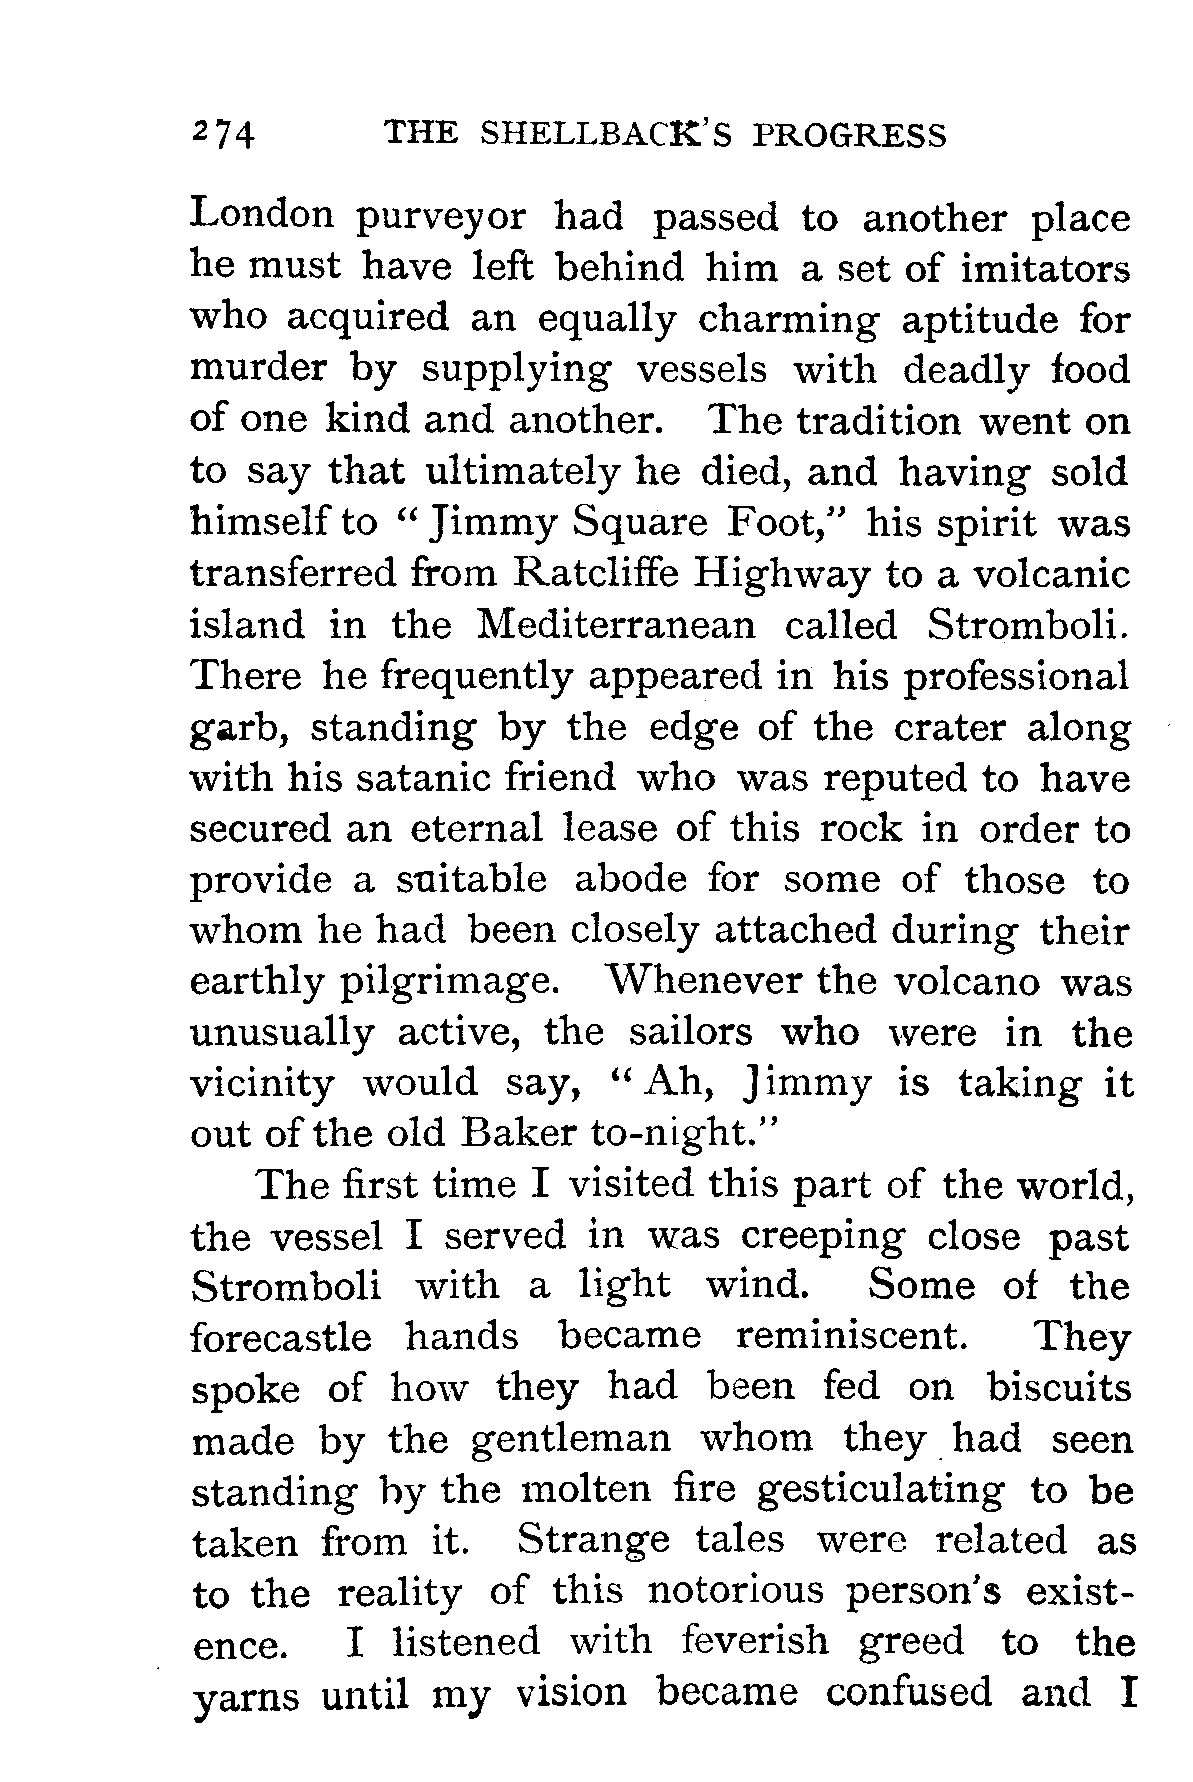 274 THE SHELLBACK'S PROGRESS
London purveyor had passed to another place
he must have left behind him a set of imitators
who acquired an equally charming aptitude for
murder by supplying vessels with deadly food
of one kind and another. The tradition went on
to say that ultimately he died, and having sold
himself to “ Jimmy Square Foot,” his spirit was
transferred from Ratcliffe Highway to a volcanic
island in the Mediterranean called Stromboli.
There he frequently appeared in his professional
garb, standing by the edge of the crater along
with his satanic friend who was reputed to have
secured an eternal lease of this rock in order to
provide a suitable abode for some of those to
whom he had been closely attached during their
earthly pilgrimage. Whenever the volcano was
unusually active, the sailors who were in the
vicinity would say, “ Ah, Jimmy is taking it
out of the old Baker to-night.”
The first time I visited this part of the world,
the vessel I served in was creeping close past
Stromboli with a light wind. Some of the
forecastle hands became reminiscent. They
spoke of how they had been fed on biscuits
made by the gentleman whom they had seen
standing by the molten fire gesticulating to be
taken from it. Strange tales were related as
to the reality of this notorious person's exist-
ence. I listened with feverish greed to the
yarns until my vision became confused and I